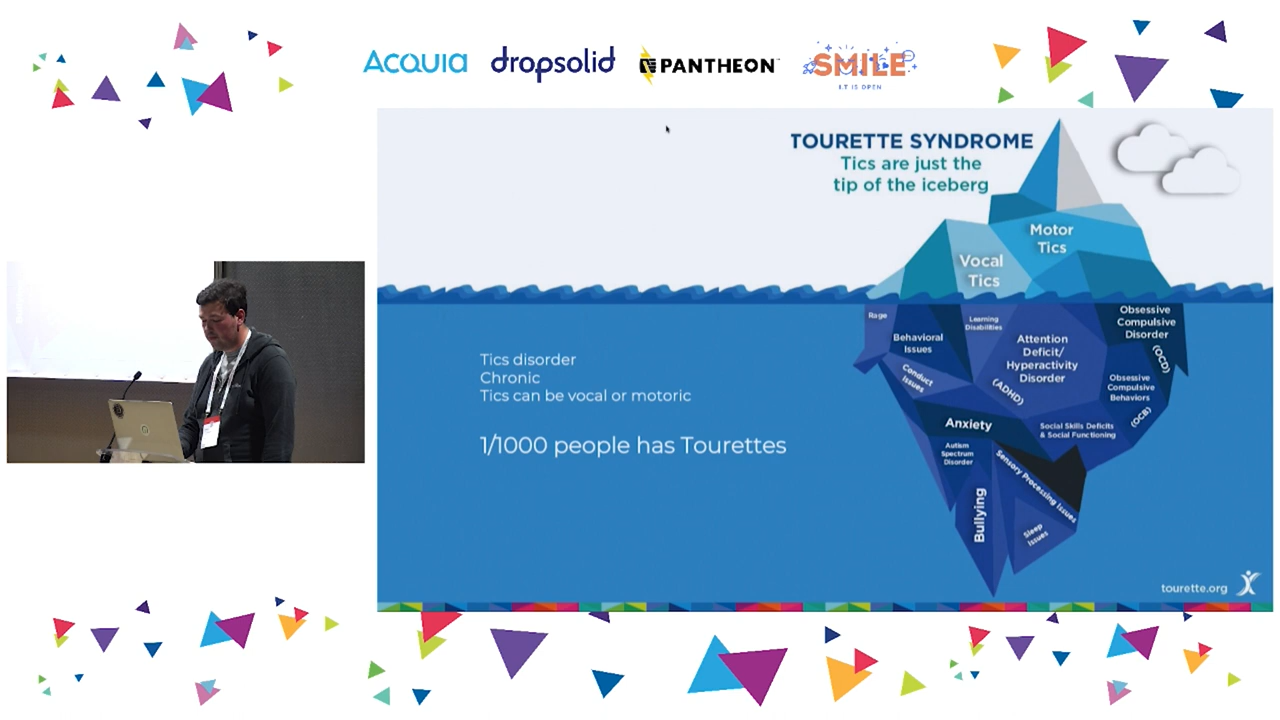 Acquia
dropsolid
PANTHEON
SMILE
I.T IS OPEN
TOURETTE SYNDROME
Tics are just the
tip of the iceberg
Motor
Tics
Vocal
Tics
Rage
Behavioral
Issues
Learning
Disabilities
Attention
Deficit/
Hyperactivity
Disorder
(ADHD)
Obsessive
Compulsive
Disorder
(OCD)
Conduct
Issues
Obsessive
Compulsive
Behaviors
(OCB)
Anxiety
Social Skills Deficits
& Social Functioning
Autism
Spectrum
Disorder
Sensory Processing Issues
Bullying
Sleep
Issues
Tics disorder
Chronic
Tics can be vocal or motoric
1/1000 people has Tourettes
tourette.org